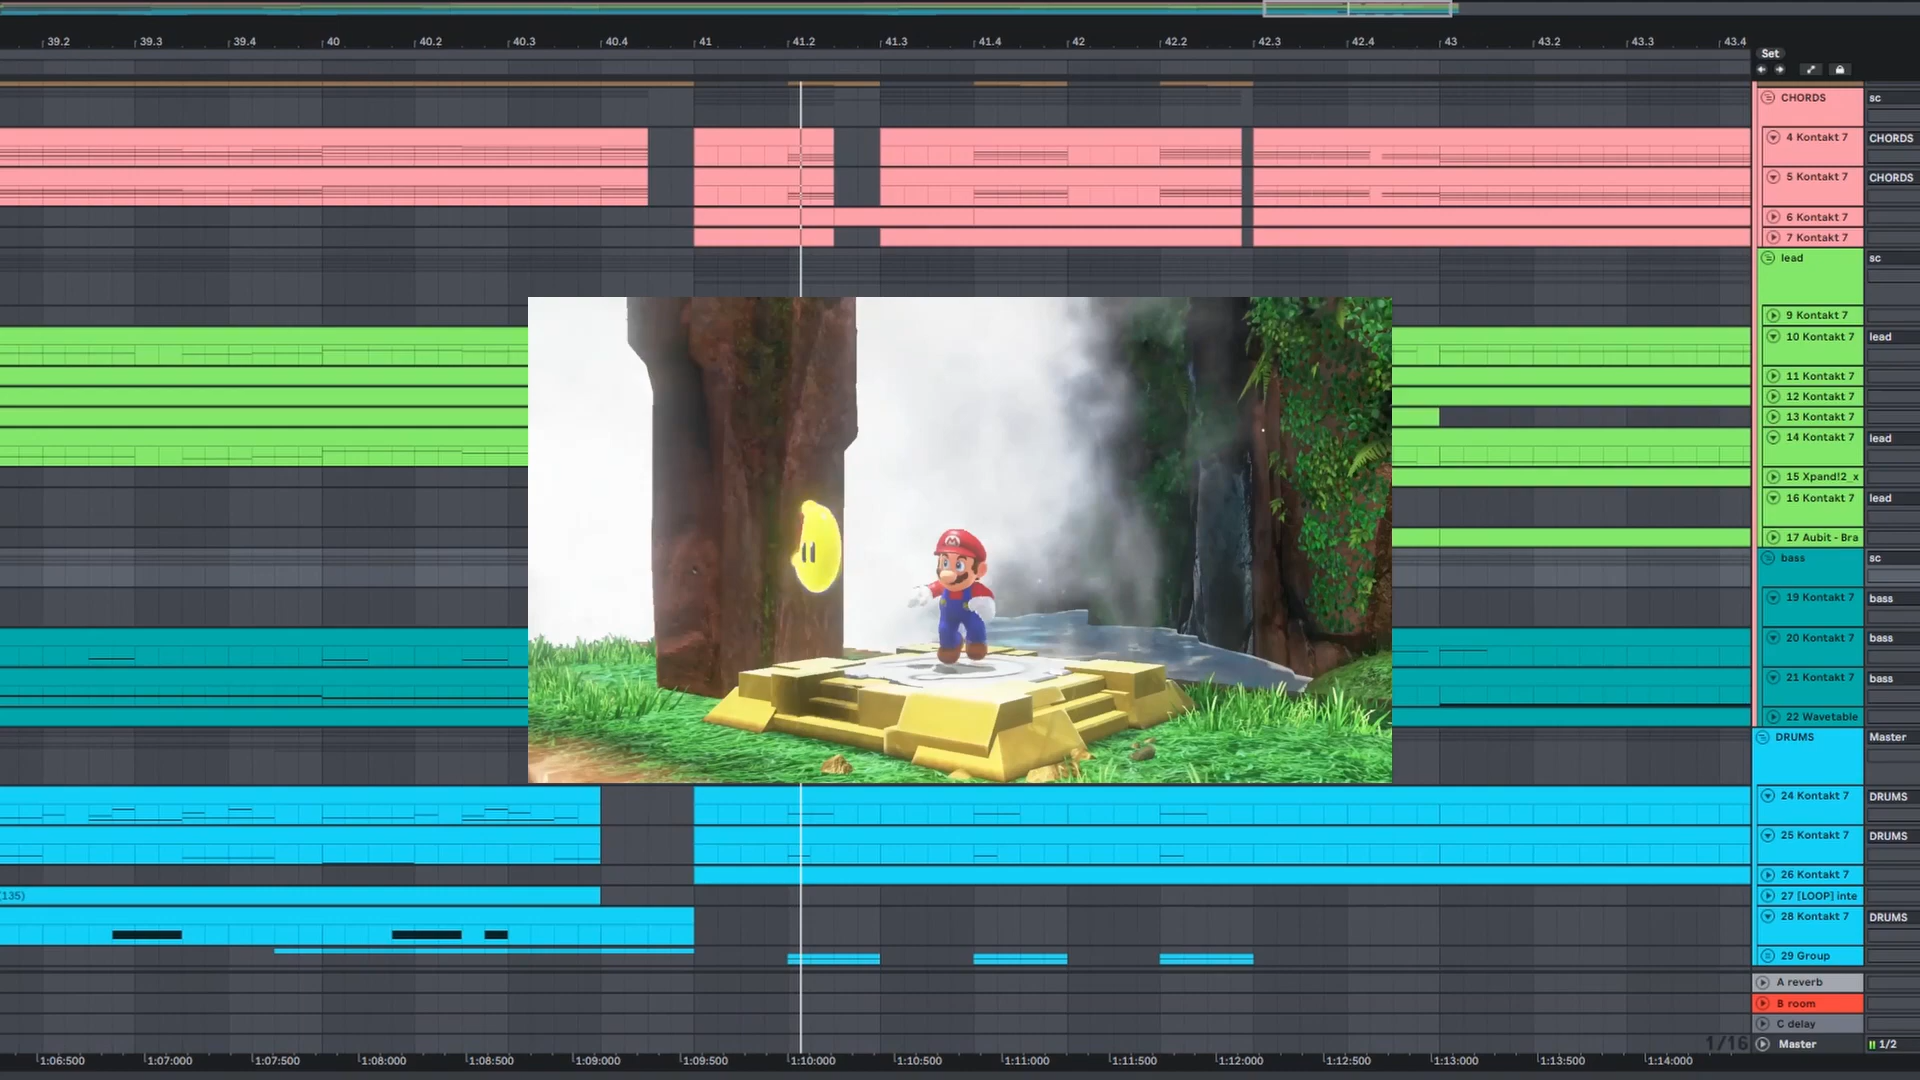 39.2 39.3 39.4 40 40.2 40.3 40.4 41 41.2 41.3 41.4 42 42.2 42.3 42.4 43 43.2 43.3 43.4
Set
CHORDS sc
4 Kontakt 7 CHORDS
5 Kontakt 7 CHORDS
6 Kontakt 7
7 Kontakt 7
lead sc
9 Kontakt 7
10 Kontakt 7 lead
11 Kontakt 7
12 Kontakt 7
13 Kontakt 7
14 Kontakt 7 lead
15 Xpand!2_x
16 Kontakt 7 lead
17 Aubit - Bra
bass sc
19 Kontakt 7 bass
20 Kontakt 7 bass
21 Kontakt 7 bass
22 Wavetable
DRUMS Master
24 Kontakt 7 DRUMS
25 Kontakt 7 DRUMS
26 Kontakt 7
(135) 27 [LOOP] inte
28 Kontakt 7 DRUMS
29 Group
A reverb
B room
C delay
1/16 Master 1/2
1:06:500 1:07:000 1:07:500 1:08:000 1:08:500 1:09:000 1:09:500 1:10:000 1:10:500 1:11:000 1:11:500 1:12:000 1:12:500 1:13:000 1:13:500 1:14:000
M